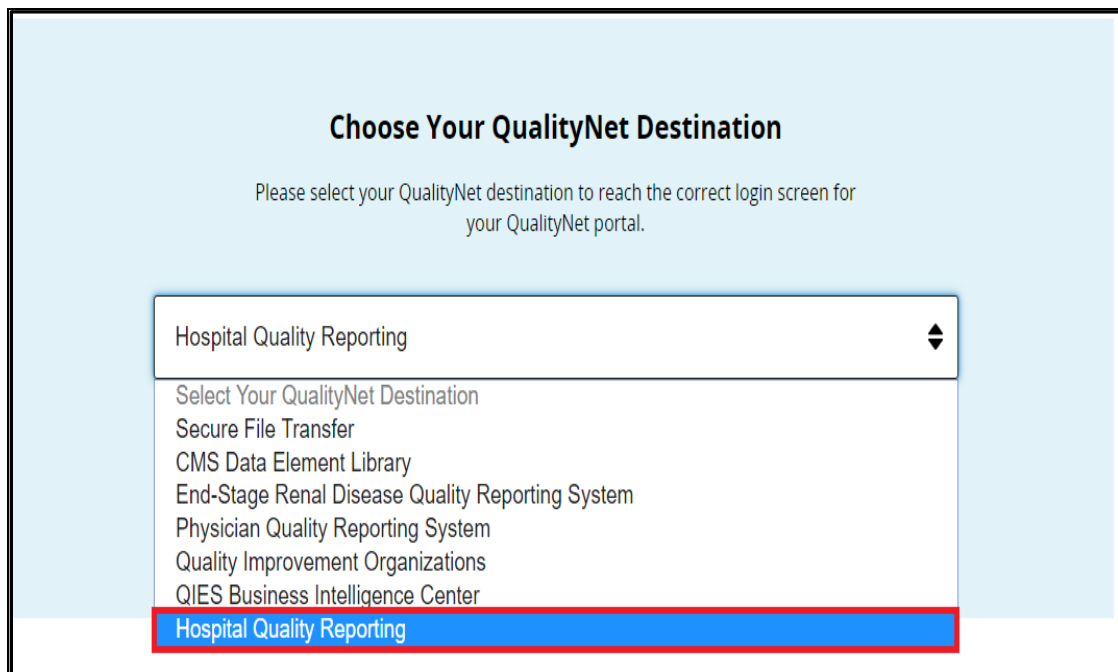 Choose Your QualityNet Destination
Please select your QualityNet destination to reach the correct login screen for
your QualityNet portal.
Hospital Quality Reporting
Select Your QualityNet Destination
Secure File Transfer
CMS Data Element Library
End-Stage Renal Disease Quality Reporting System
Physician Quality Reporting System
Quality Improvement Organizations
QIES Business Intelligence Center
Hospital Quality Reporting